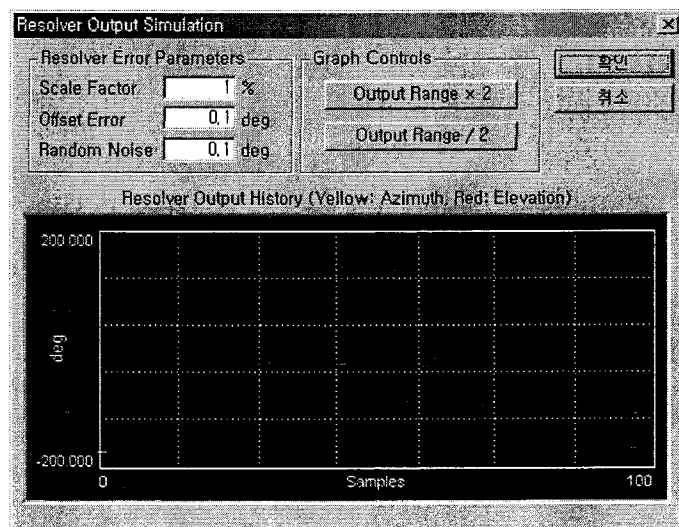 Resolver Output Simulation
Resolver Error Parameters
Scale Factor 1 %
Offset Error 0.1 deg
Random Noise 0.1 deg
Graph Controls
Output Range × 2
Output Range / 2
확인
취소
Resolver Output History (Yellow: Azimuth, Red: Elevation)
200.000
deg
-200.000
0
Samples
100